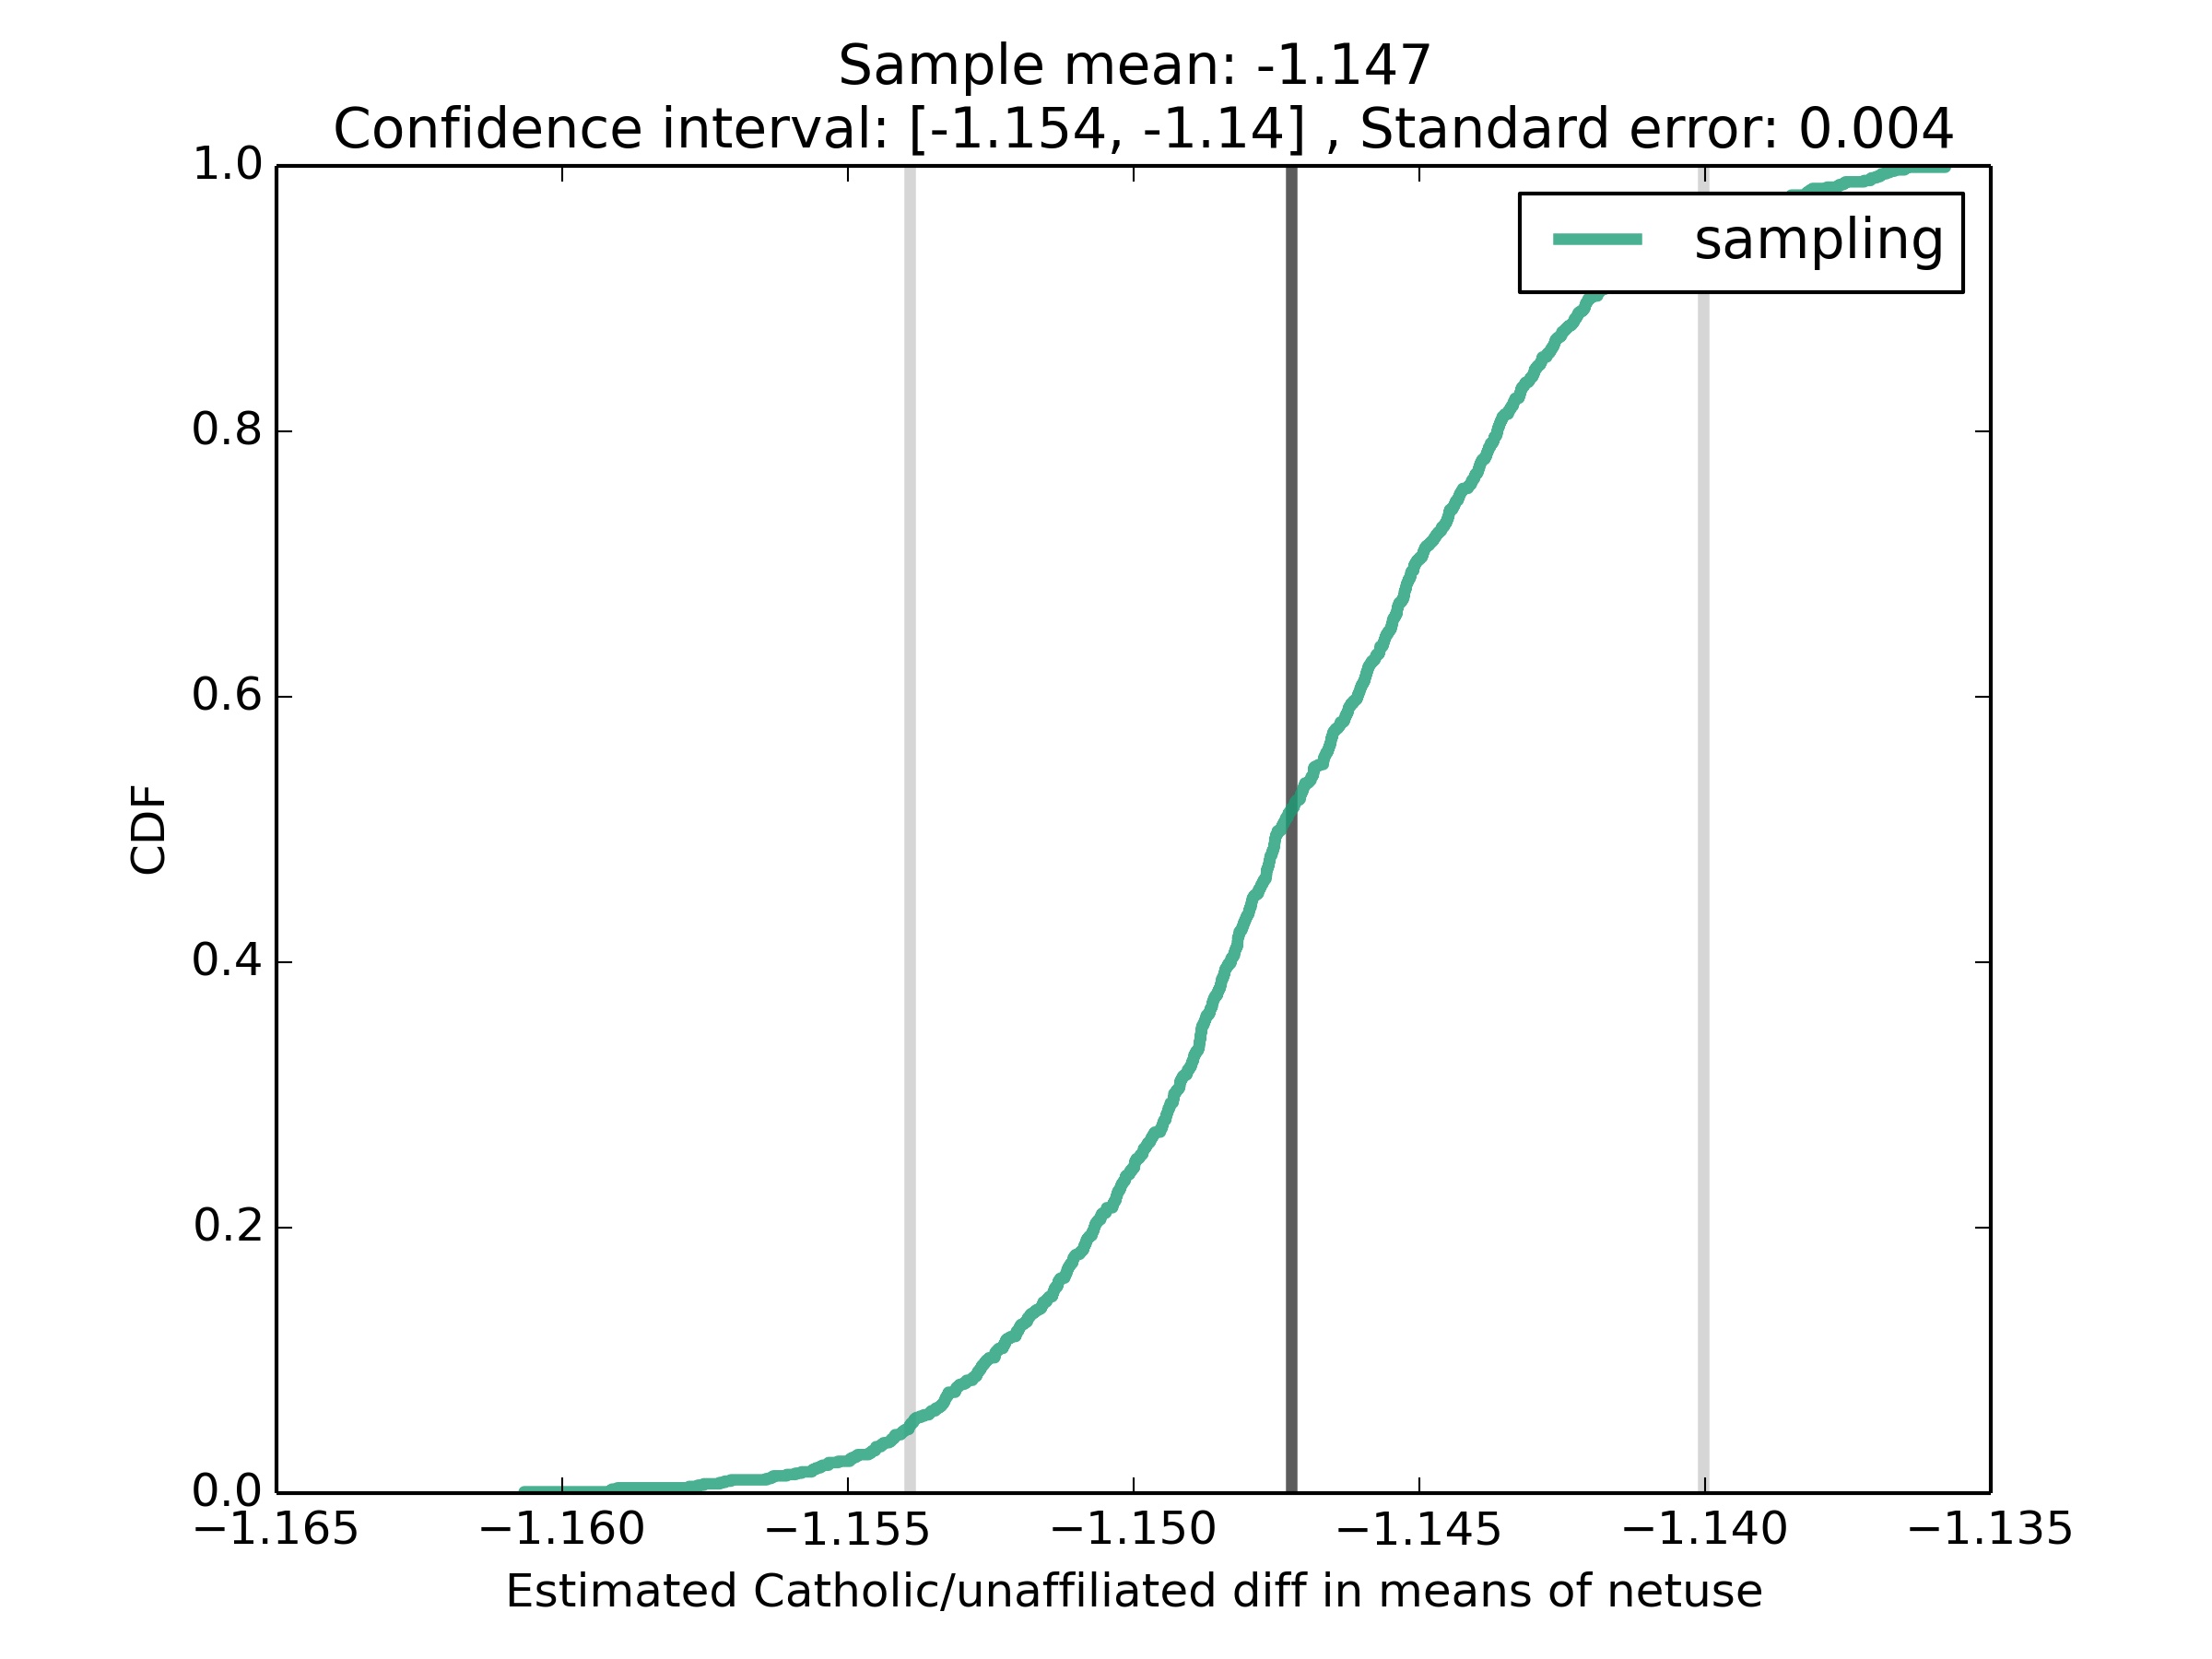 Sample mean: -1.147
Confidence interval: [-1.154, -1.14] , Standard error: 0.004
1.0
sampling
0.8
0.6
CDF
0.4
0.2
0.0
−1.165 −1.160 −1.155 −1.150 −1.145 −1.140 −1.135
Estimated Catholic/unaffiliated diff in means of netuse